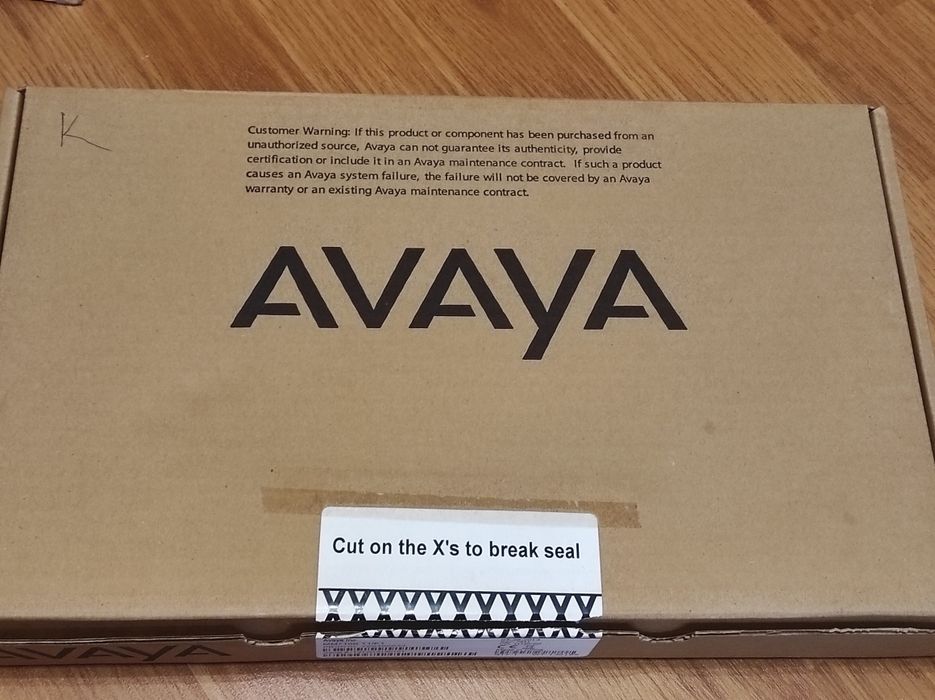 K
Customer Warning: If this product or component has been purchased from an
unauthorized source, Avaya can not guarantee its authenticity, provide
certification or include it in an Avaya maintenance contract. If such a product
causes an Avaya system failure, the failure will not be covered by an Avaya
warranty or an existing Avaya maintenance contract.
AVAYA
Cut on the X's to break seal
AVAYA